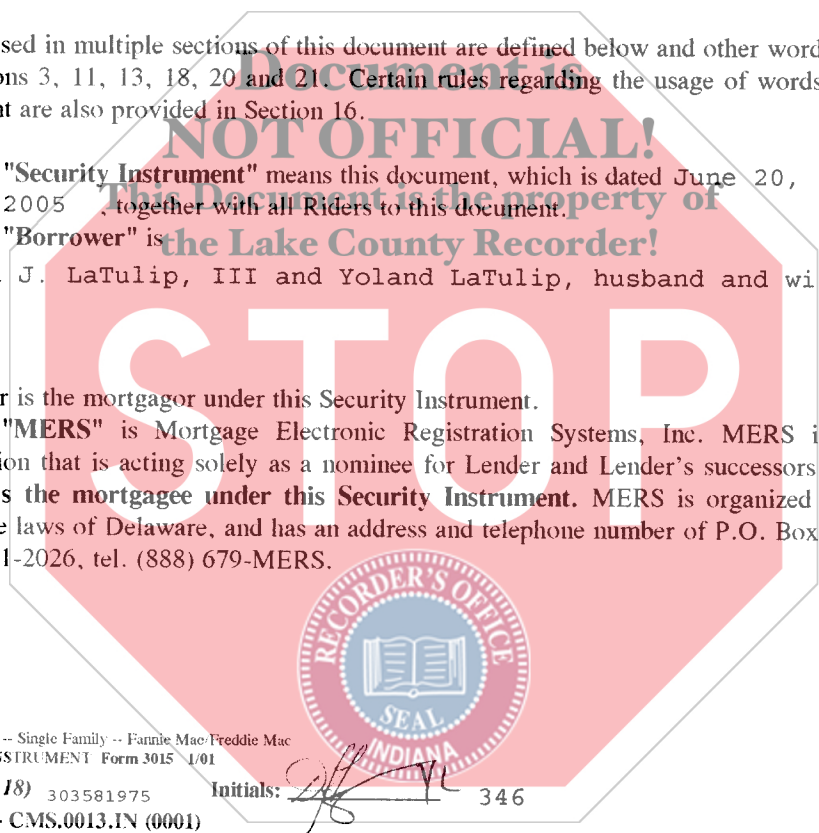 sed in multiple sections of this document are defined below and other word
ons 3, 11, 13, 18, 20 and 21. Certain rules regarding the usage of words
nt are also provided in Section 16.
Document is
NOT OFFICIAL!
This Document is the property of
the Lake County Recorder!
"Security Instrument" means this document, which is dated June 20,
2005 , together with all Riders to this document.
"Borrower" is
J. LaTulip, III and Yoland LaTulip, husband and wi
STOP
r is the mortgagor under this Security Instrument.
"MERS" is Mortgage Electronic Registration Systems, Inc. MERS i
ion that is acting solely as a nominee for Lender and Lender's successors
s the mortgagee under this Security Instrument. MERS is organized
e laws of Delaware, and has an address and telephone number of P.O. Box
1-2026, tel. (888) 679-MERS.
RECORDER'S OFFICE
SEAL
INDIANA
-- Single Family -- Fannie Mae/Freddie Mac
STRUMENT Form 3015 1/01
18) 303581975 Initials: 346
CMS.0013.IN (0001)